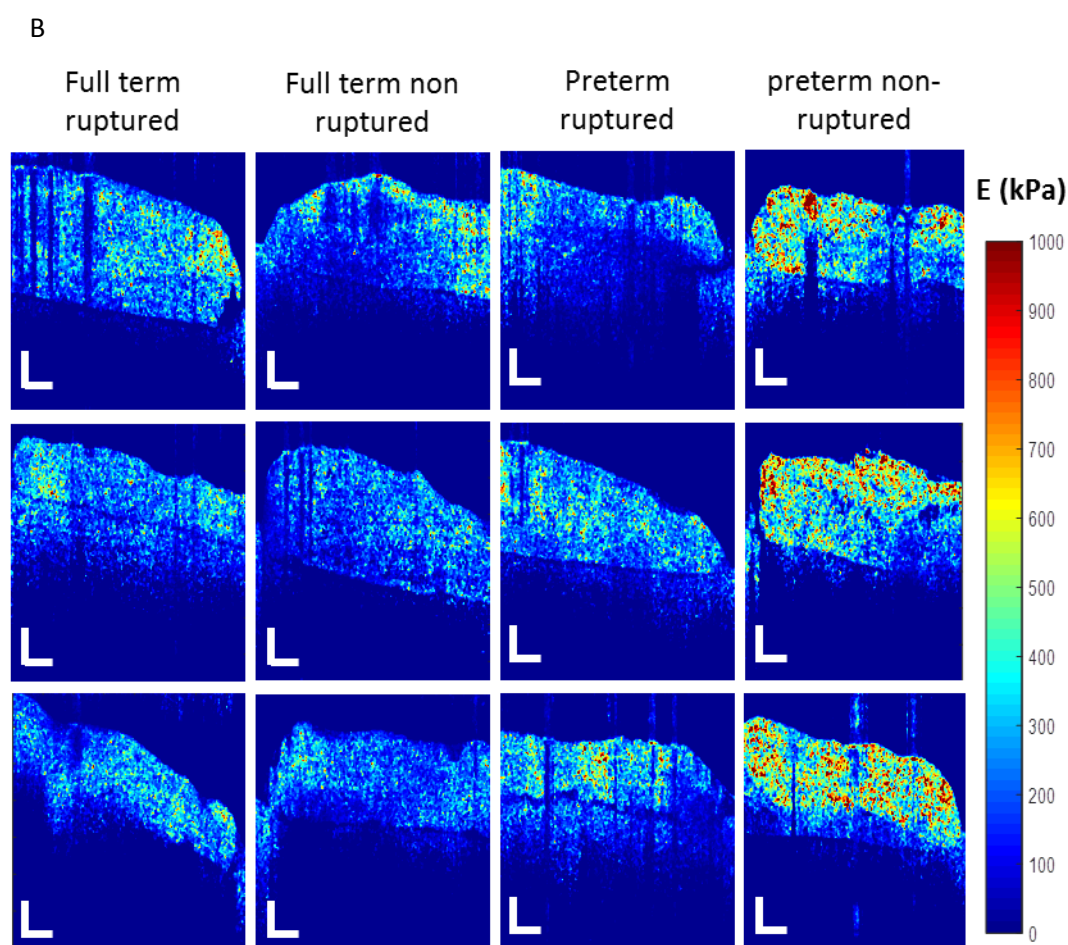 B
Full term
ruptured
Full term non
ruptured
Preterm
ruptured
preterm non-
ruptured
E (kPa)
1000
900
800
700
600
500
400
300
200
100
0